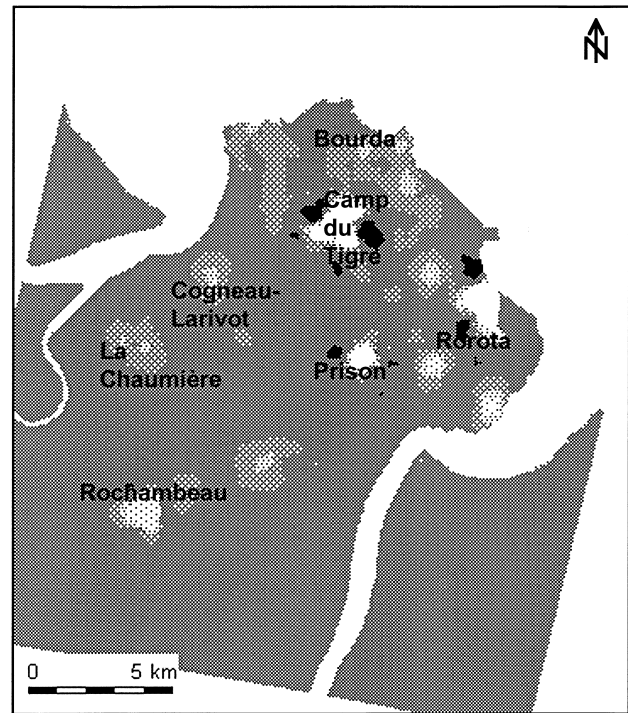 N
Bourda
Camp
du
Tigre
Cogneau-
Larivot
La
Chaumière
Rorota
Prison
Rochambeau
0 5 km